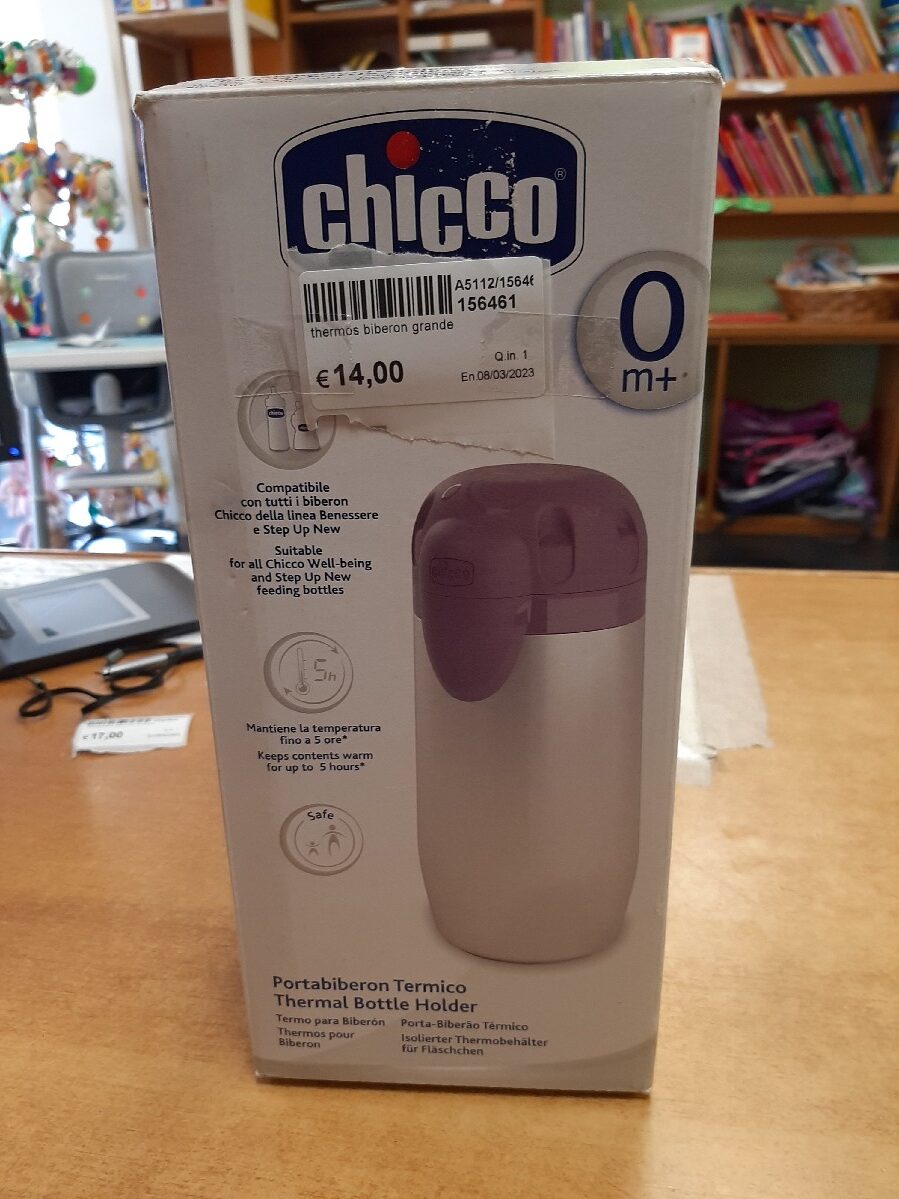 chicco®
A5112/1564
156461
thermos biberon grande
€14,00
Q.in. 1
En.08/03/2023
0
m+
chicco
Compatibile
con tutti i biberon
Chicco della linea Benessere
e Step Up New
Suitable
for all Chicco Well-being
and Step Up New
feeding bottles
chicco
5h
Mantiene la temperatura
fino a 5 ore*
Keeps contents warm
for up to 5 hours*
€17,00
Safe
Portabiberon Termico
Thermal Bottle Holder
Termo para Biberón
Thermos pour
Biberon
Porta-Biberão Térmico
Isolierter Thermobehälter
für Fläschchen